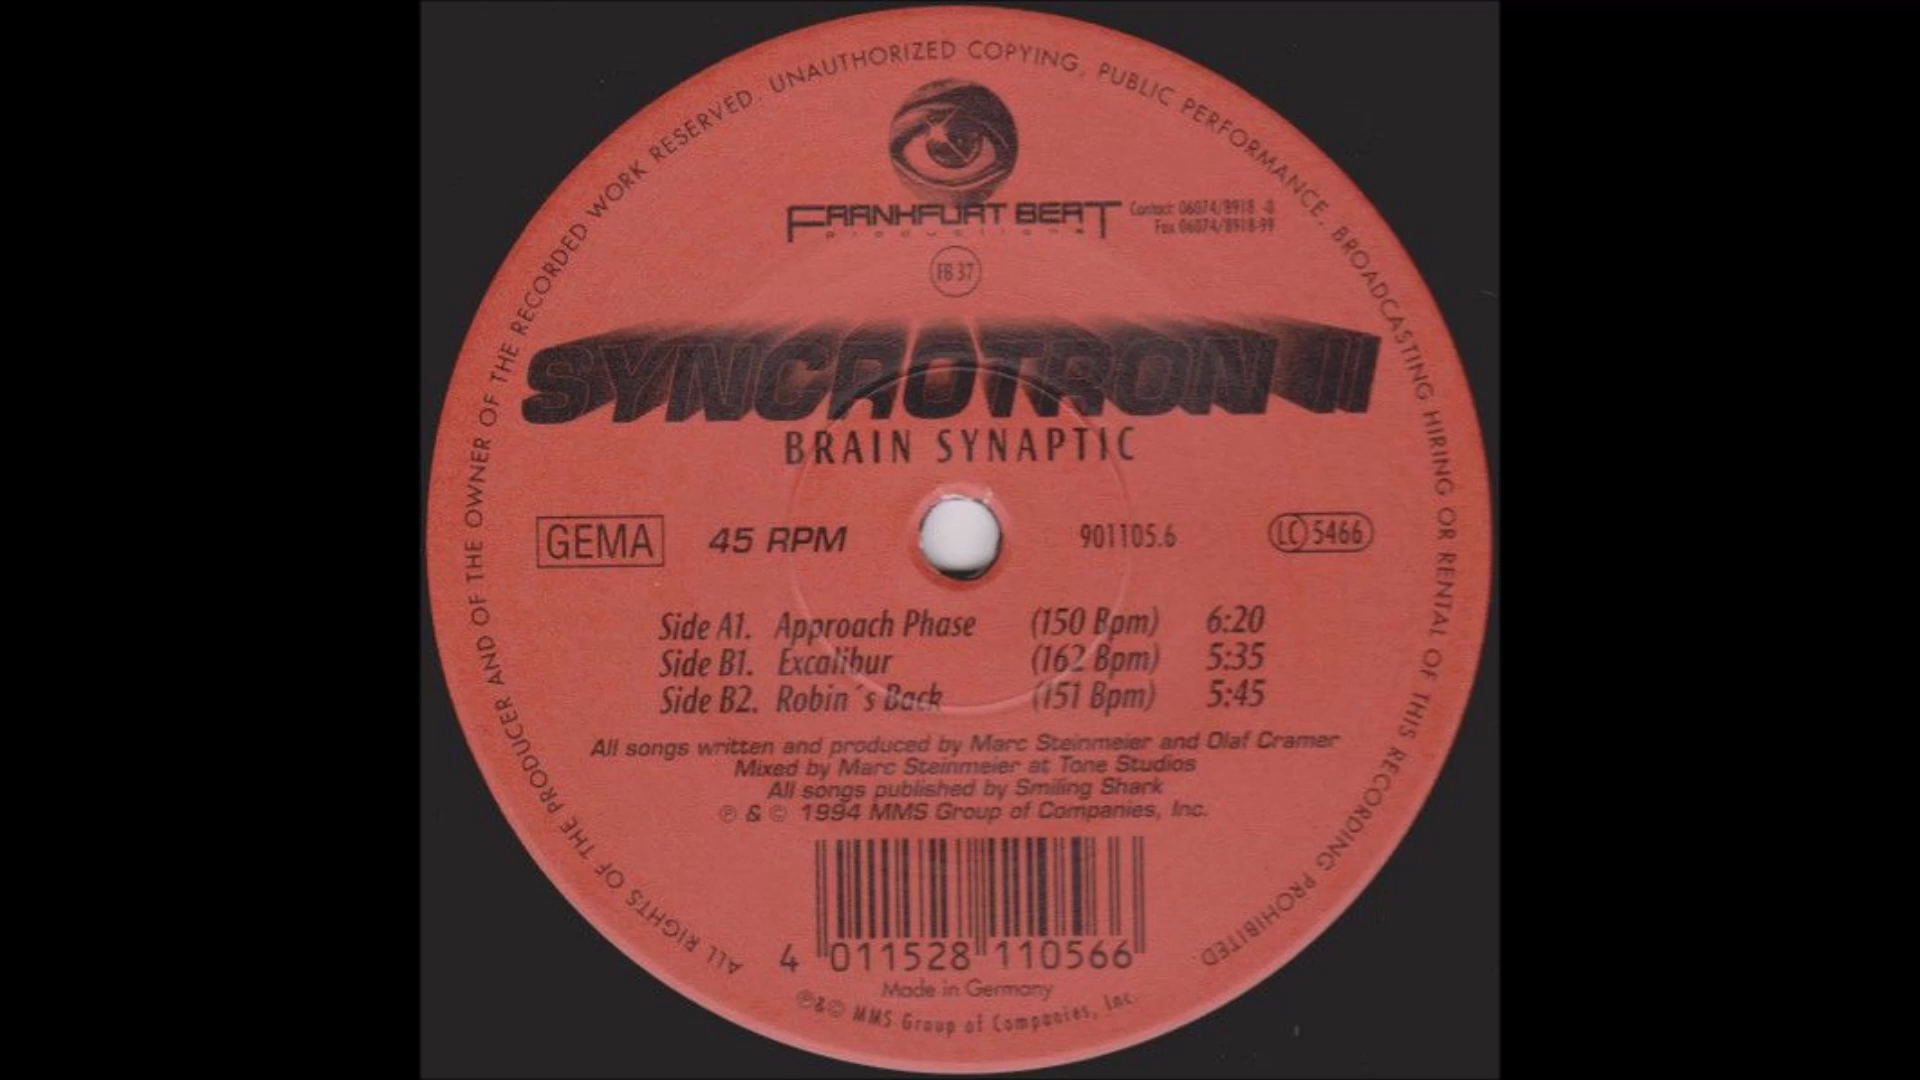 ALL RIGHTS OF THE PRODUCER AND OF THE OWNER OF THE RECORDED WORK RESERVED. UNAUTHORIZED COPYING, PUBLIC PERFORMANCE, BROADCASTING HIRING OR RENTAL OF THIS RECORDING PROHIBITED.
FRANKFURT BEAT
productions
Contact: 06074/8918 -0
Fax 06074/8918-99
FB 37
SYNCROTRON II
BRAIN SYNAPTIC
GEMA 45 RPM 901105.6 LC 5466
Side A1. Approach Phase (150 Bpm) 6:20
Side B1. Excalibur (162 Bpm) 5:35
Side B2. Robin´s Back (151 Bpm) 5:45
All songs written and produced by Marc Steinmeier and Olaf Cramer
Mixed by Marc Steinmeier at Tone Studios
All songs published by Smiling Shark
℗ & © 1994 MMS Group of Companies, Inc.
4 011528 110566
Made in Germany
℗&© MMS Group of Companies, Inc.